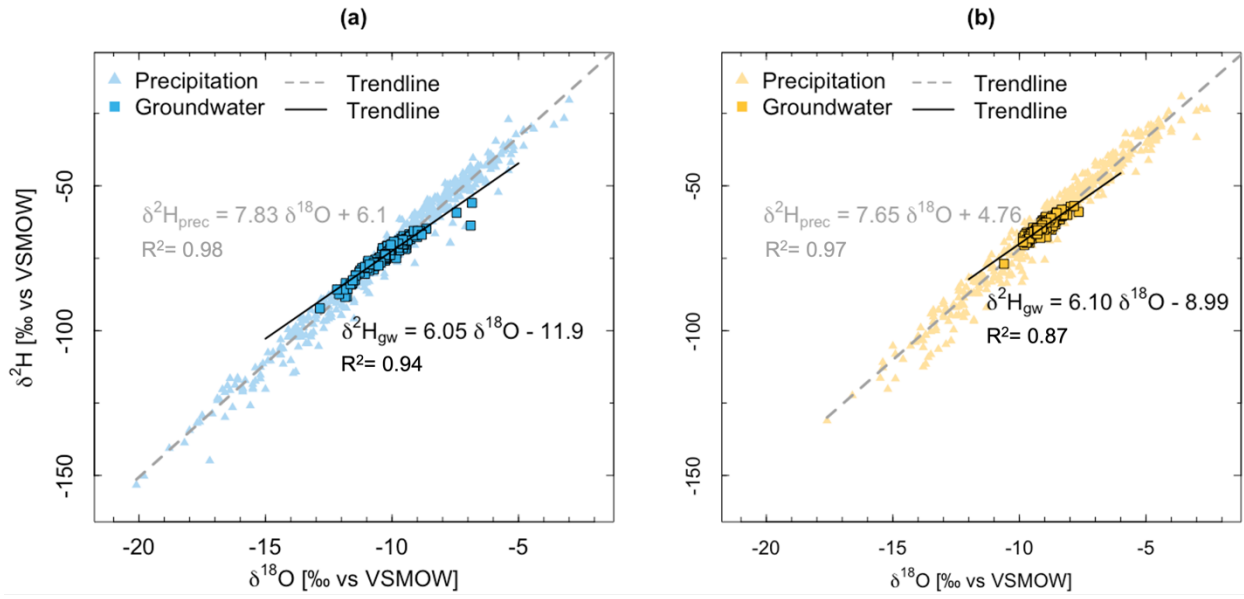 (a)
Precipitation Trendline
Groundwater Trendline
δ²Hprec = 7.83 δ¹⁸O + 6.1
R²= 0.98
δ²Hgw = 6.05 δ¹⁸O - 11.9
R²= 0.94
δ²H [‰ vs VSMOW]
-50
-100
-150
-20 -15 -10 -5
δ¹⁸O [‰ vs VSMOW]
(b)
Precipitation Trendline
Groundwater Trendline
δ²Hprec = 7.65 δ¹⁸O + 4.76
R²= 0.97
δ²Hgw = 6.10 δ¹⁸O - 8.99
R²= 0.87
-50
-100
-150
-20 -15 -10 -5
δ¹⁸O [‰ vs VSMOW]